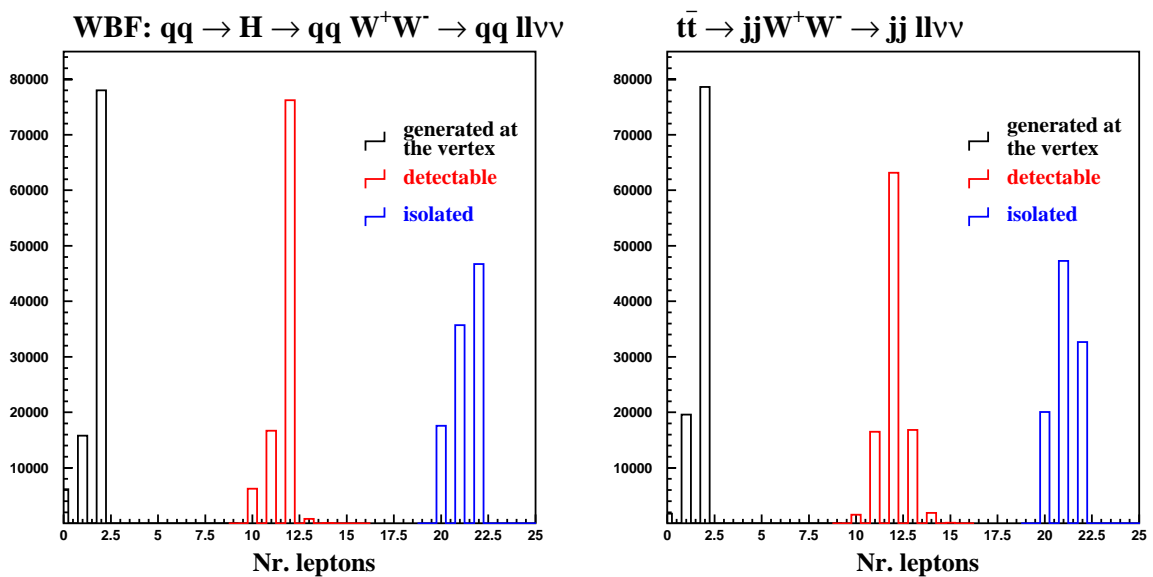 WBF: qq → H → qq W⁺W⁻ → qq llνν
80000
70000
60000
50000
40000
30000
20000
10000
generated at
the vertex
detectable
isolated
0 2.5 5 7.5 10 12.5 15 17.5 20 22.5 25
Nr. leptons
tt̄ → jjW⁺W⁻ → jj llνν
80000
70000
60000
50000
40000
30000
20000
10000
generated at
the vertex
detectable
isolated
0 2.5 5 7.5 10 12.5 15 17.5 20 22.5 25
Nr. leptons